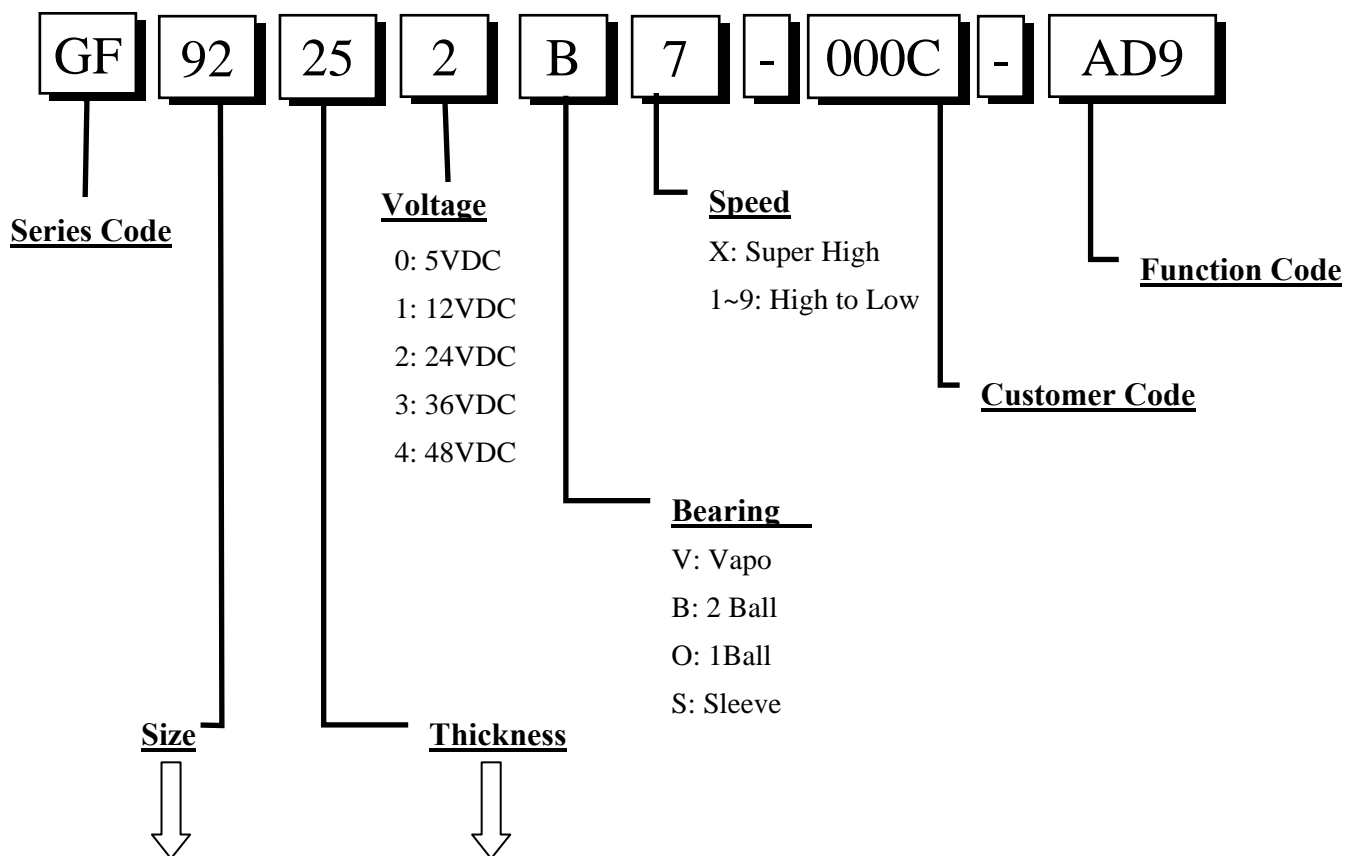 GF 92 25 2 B 7 - 000C - AD9
Series Code
Voltage
0: 5VDC
1: 12VDC
2: 24VDC
3: 36VDC
4: 48VDC
Speed
X: Super High
1~9: High to Low
Function Code
Customer Code
Bearing
V: Vapo
B: 2 Ball
O: 1Ball
S: Sleeve
Size
Thickness